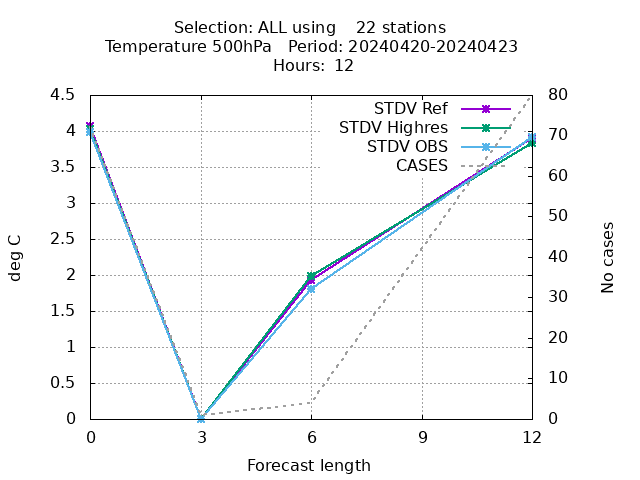 Selection: ALL using    22 stations
Temperature 500hPa   Period: 20240420-20240423
Hours: 12
4.5
4
3.5
3
2.5
2
1.5
1
0.5
0
deg C
STDV Ref
STDV Highres
STDV OBS
CASES
80
70
60
50
40
30
20
10
0
No cases
0 3 6 9 12
Forecast length